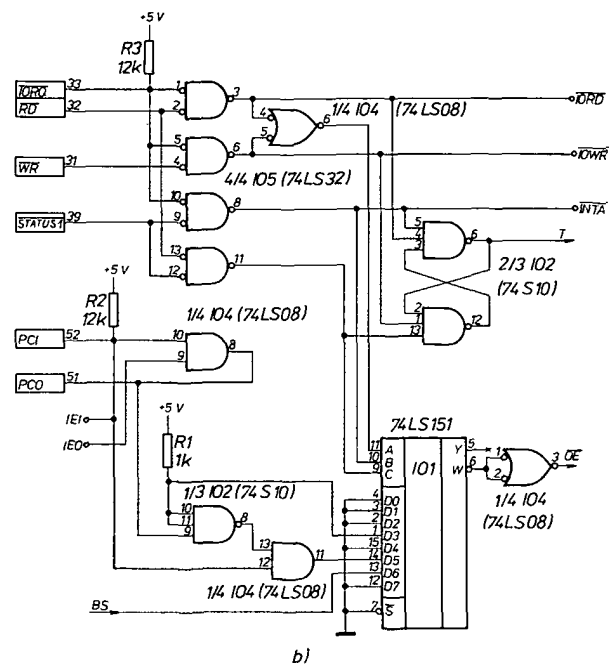 +5 V
R3
12k
IORQ 33
RD 32
1
2
3
4
5
6
1/4 IO4 (74LS08)
IORD
WR 31
5
4
6
4/4 IO5 (74LS32)
IOWR
STATUS1 39
10
9
8
INTA
13
12
11
5
4
3
6
T
2/3 IO2
(74S10)
2
1
13
12
+5V
R2
12k
1/4 IO4 (74LS08)
PCI 52
10
9
8
PCO 51
IEI
IEO
+5V
R1
1k
1/3 IO2 (74S10)
10
11
9
8
13
12
11
1/4 IO4 (74LS08)
BS
74LS151
11 A
10 B
9 C
IO1
Y 5
W 6
4 D0
3 D1
2 D2
1 D3
15 D4
14 D5
13 D6
12 D7
7 S
1
2
3
OE
1/4 IO4
(74LS08)
b)